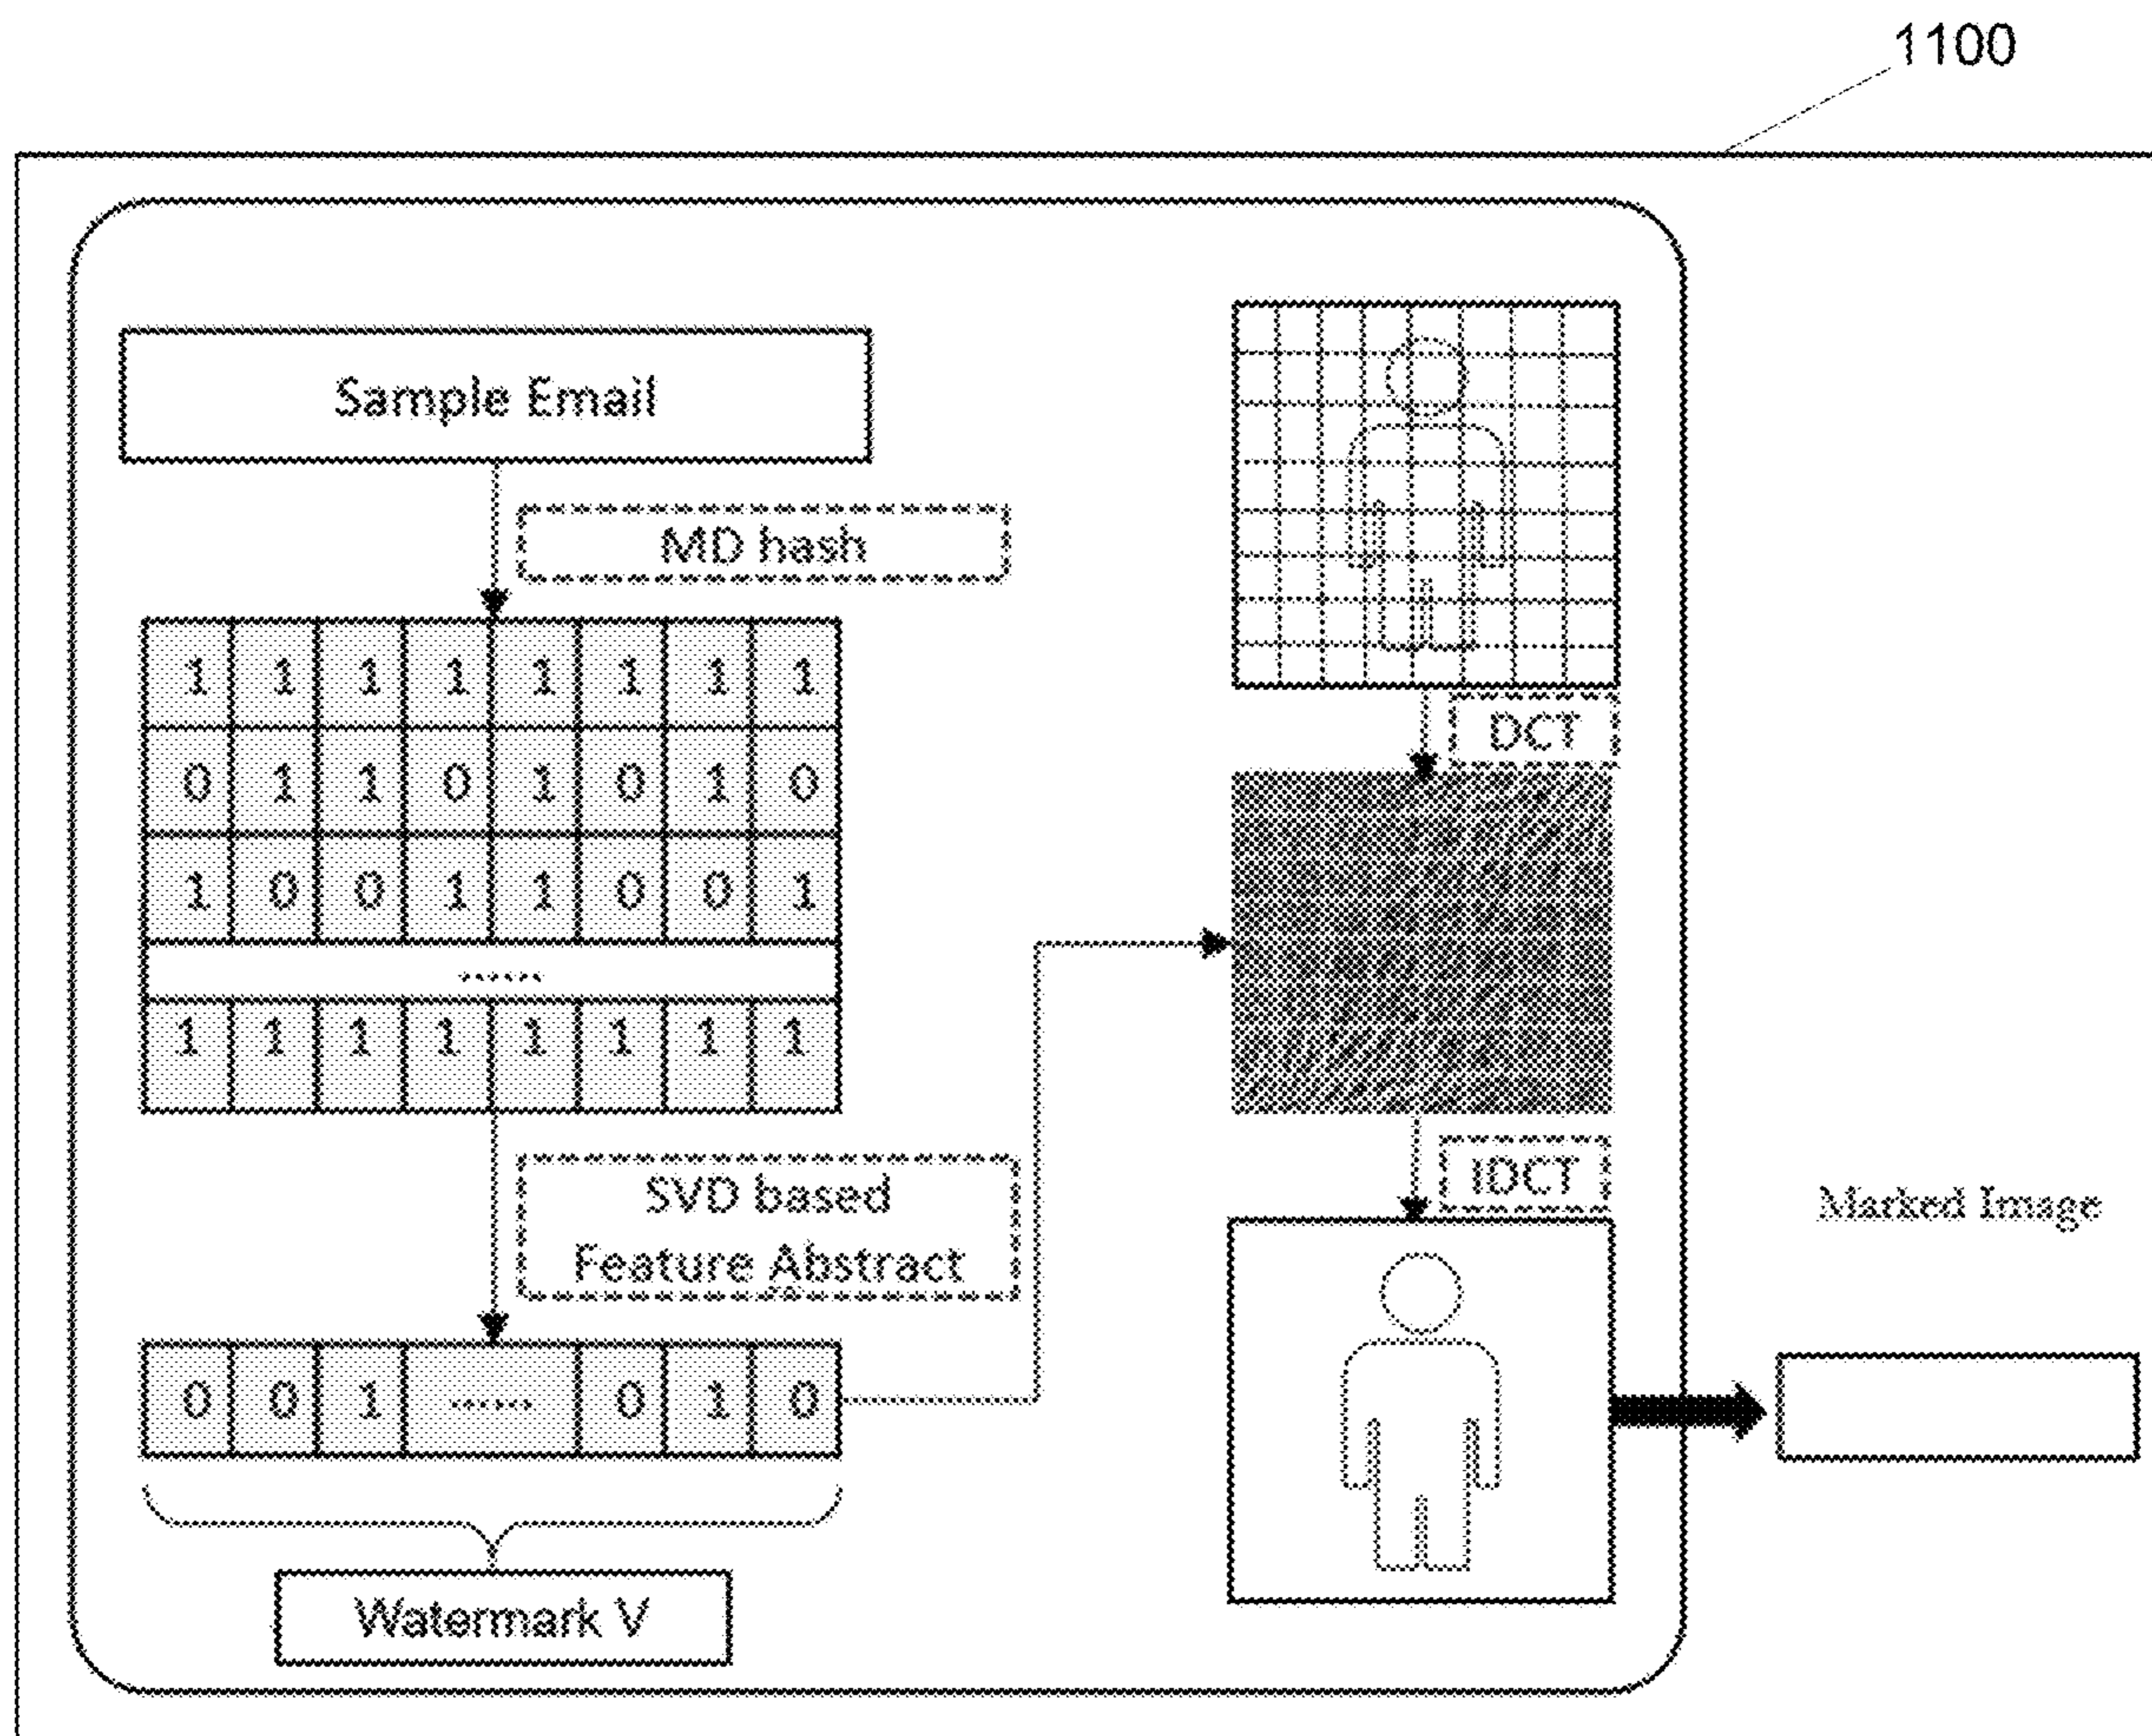 1100
Sample Email
MD hash
1 1 1 1 1 1 1 1
0 1 1 0 1 0 1 0
1 0 0 1 1 0 0 1
......
1 1 1 1 1 1 1 1
SVD based
Feature Abstract
0 0 1 ...... 0 1 0
Watermark V
DCT
IDCT
Marked Image